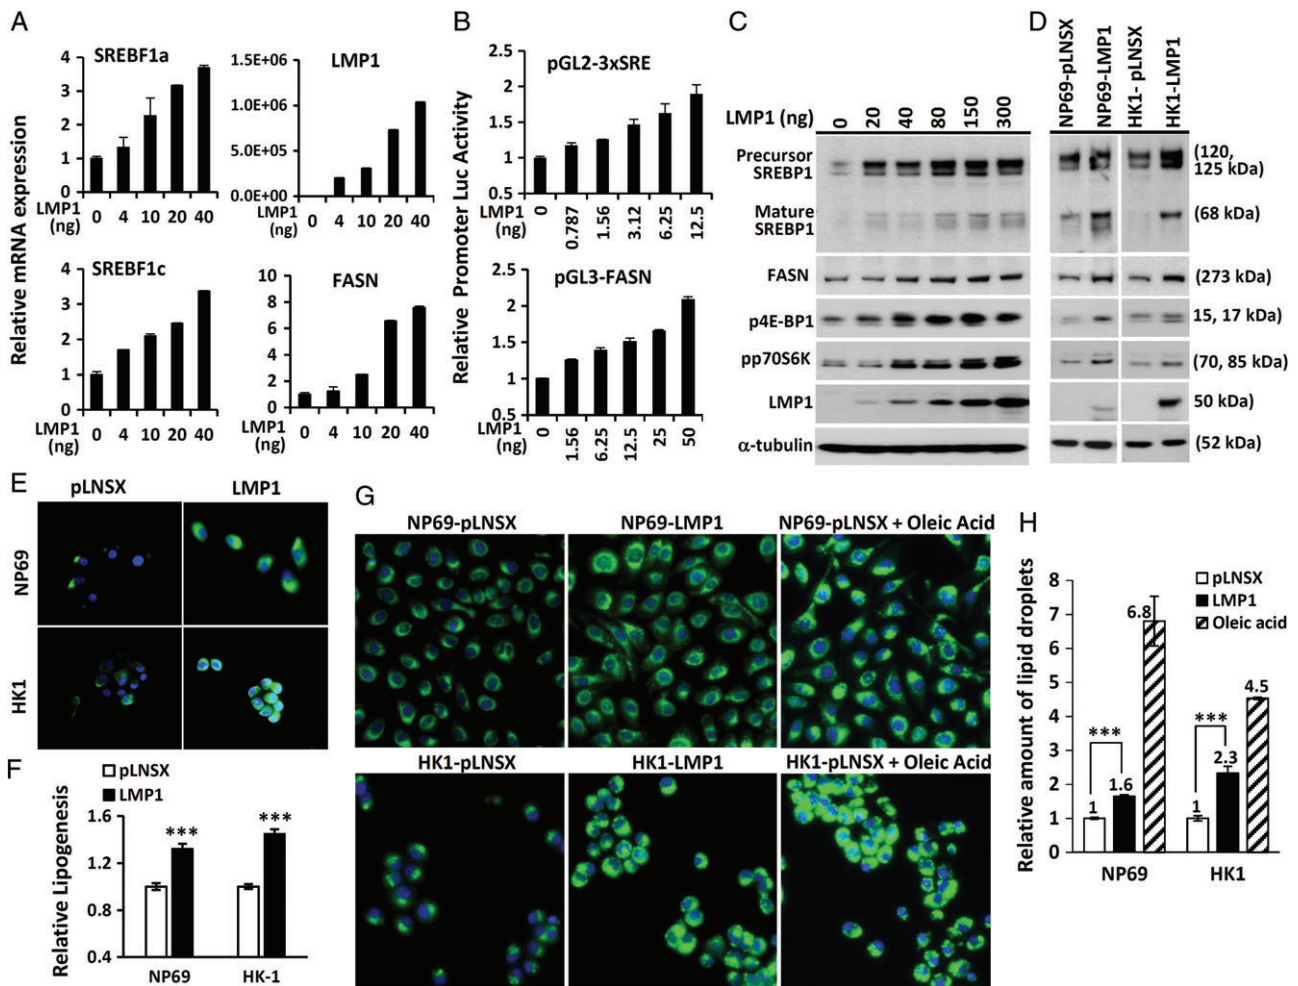 A
SREBF1a
4
3
2
1
0
LMP1 (ng)
0 4 10 20 40
LMP1
1.5E+06
1.0E+06
5.0E+05
0.0E+00
LMP1 (ng)
0 4 10 20 40
Relative mRNA expression
SREBF1c
4
3
2
1
0
LMP1 (ng)
0 4 10 20 40
FASN
10
8
6
4
2
0
LMP1 (ng)
0 4 10 20 40
B
Relative Promoter Luc Activity
pGL2-3xSRE
2.5
2
1.5
1
0.5
LMP1 (ng)
0 0.787 1.56 3.12 6.25 12.5
pGL3-FASN
2.5
2
1.5
1
0.5
LMP1 (ng)
0 1.56 6.25 12.5 25 50
C
LMP1 (ng) 0 20 40 80 150 300
Precursor
SREBP1
Mature
SREBP1
FASN
p4E-BP1
pp70S6K
LMP1
α-tubulin
D
NP69-pLNSX
NP69-LMP1
HK1- pLNSX
HK1-LMP1
(120,
125 kDa)
(68 kDa)
(273 kDa)
15, 17 kDa)
(70, 85 kDa)
50 kDa)
(52 kDa)
E
pLNSX LMP1
NP69
HK1
F
pLNSX
LMP1
Relative Lipogenesis
1.6
1.2
0.8
0.4
*** ***
NP69 HK-1
G
NP69-pLNSX NP69-LMP1 NP69-pLNSX + Oleic Acid
HK1-pLNSX HK1-LMP1 HK1-pLNSX + Oleic Acid
H
pLNSX
LMP1
Oleic acid
Relative amount of lipid droplets
8
7
6
5
4
3
2
1
0
*** ***
1 1.6 6.8
1 2.3 4.5
NP69 HK1